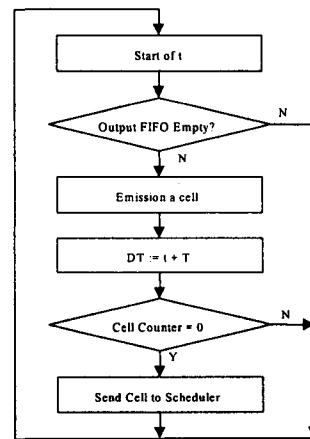 Start of t
Output FIFO Empty?
N
N
Emission a cell
DT := t + T
Cell Counter = 0
N
Y
Send Cell to Scheduler